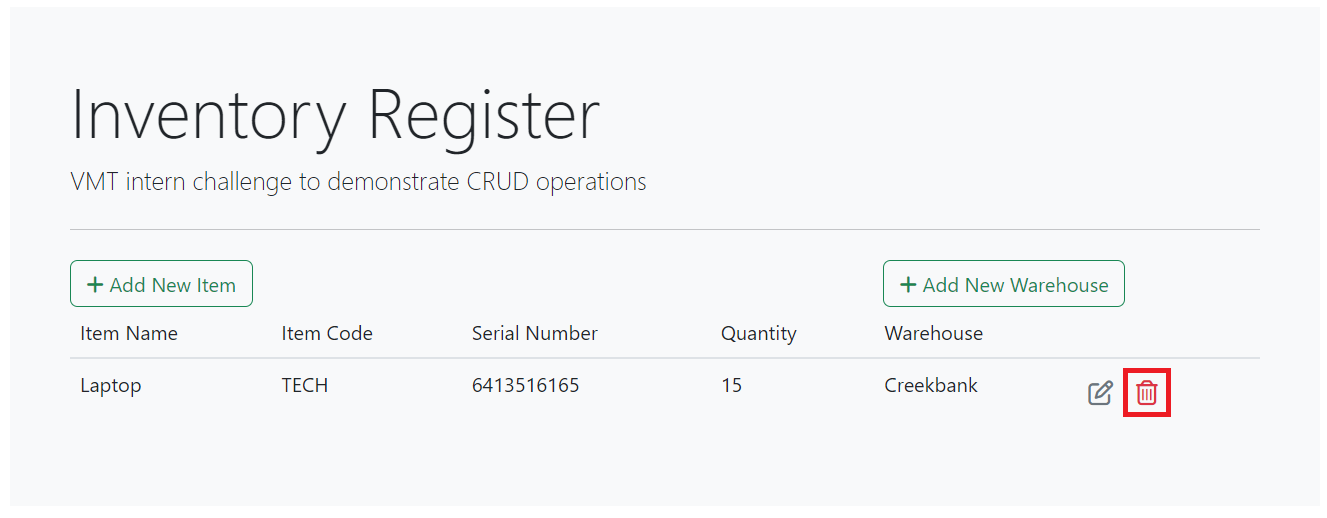 Inventory Register
VMT intern challenge to demonstrate CRUD operations
+ Add New Item + Add New Warehouse
Item Name Item Code Serial Number Quantity Warehouse
Laptop TECH 6413516165 15 Creekbank